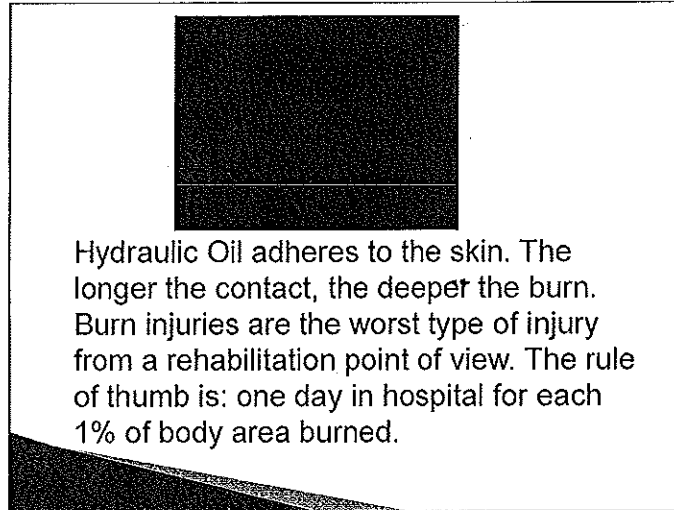 Hydraulic Oil adheres to the skin. The
longer the contact, the deeper the burn.
Burn injuries are the worst type of injury
from a rehabilitation point of view. The rule
of thumb is: one day in hospital for each
1% of body area burned.